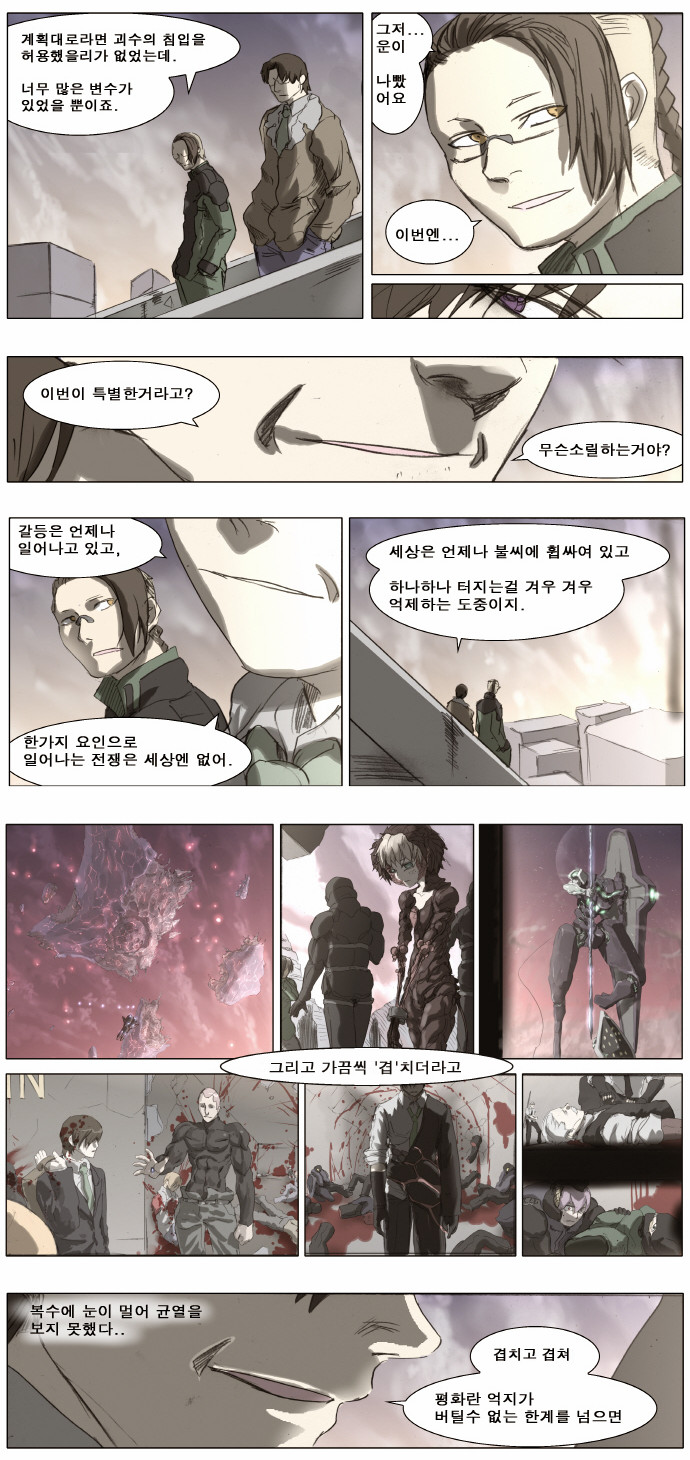 계획대로라면 괴수의 침입을
허용했을리가 없었는데.
너무 많은 변수가
있었을 뿐이죠.
그저...
운이
나빴
어요
이번엔...
이번이 특별한거라고?
무슨소릴하는거야?
갈등은 언제나
일어나고 있고,
한가지 요인으로
일어나는 전쟁은 세상엔 없어.
세상은 언제나 불씨에 휩싸여 있고
하나하나 터지는걸 겨우 겨우
억제하는 도중이지.
그리고 가끔씩 '겹'치더라고
IN
복수에 눈이 멀어 균열을
보지 못했다..
겹치고 겹쳐
평화란 억지가
버틸수 없는 한계를 넘으면